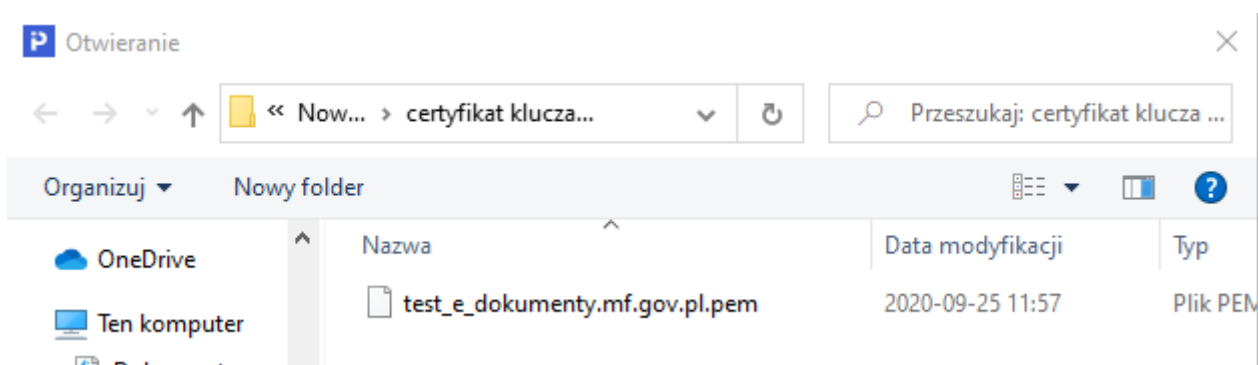 Otwieranie
« Now... › certyfikat klucza...
Przeszukaj: certyfikat klucza ...
Organizuj
Nowy folder
OneDrive
Nazwa
Data modyfikacji
Typ
test_e_dokumenty.mf.gov.pl.pem
2020-09-25 11:57
Plik PEM
Ten komputer